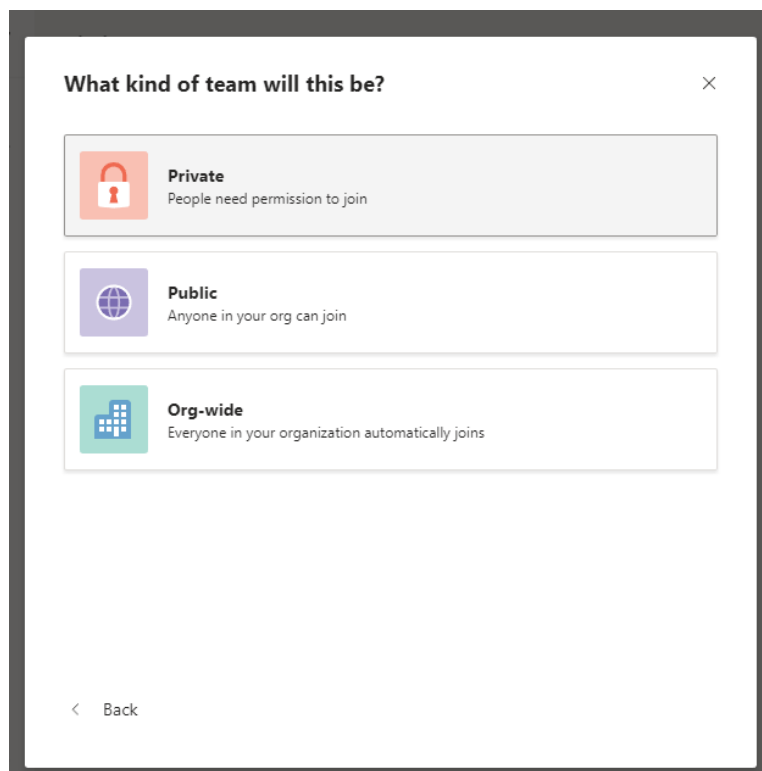 What kind of team will this be?
Private
People need permission to join
Public
Anyone in your org can join
Org-wide
Everyone in your organization automatically joins
Back